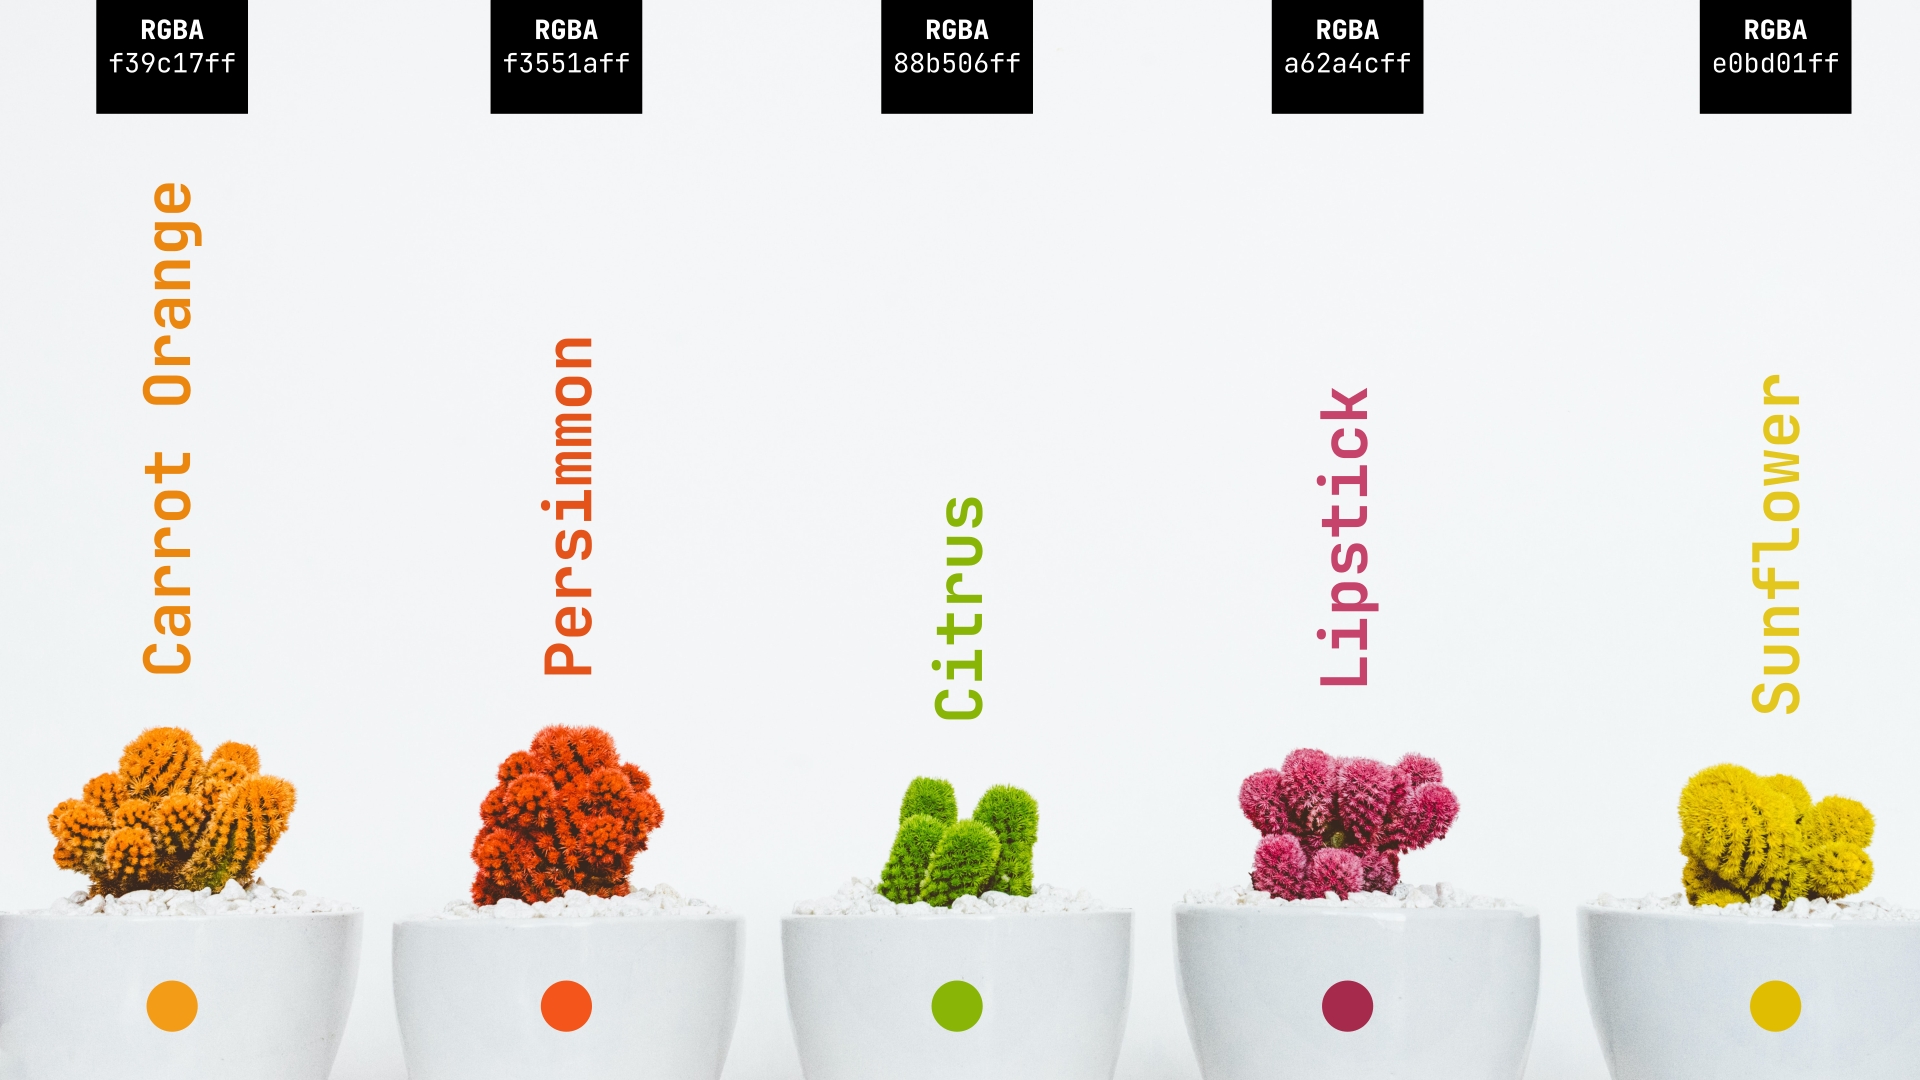 RGBA
f39c17ff
Carrot Orange
RGBA
f3551aff
Persimmon
RGBA
88b506ff
Citrus
RGBA
a62a4cff
Lipstick
RGBA
e0bd01ff
Sunflower